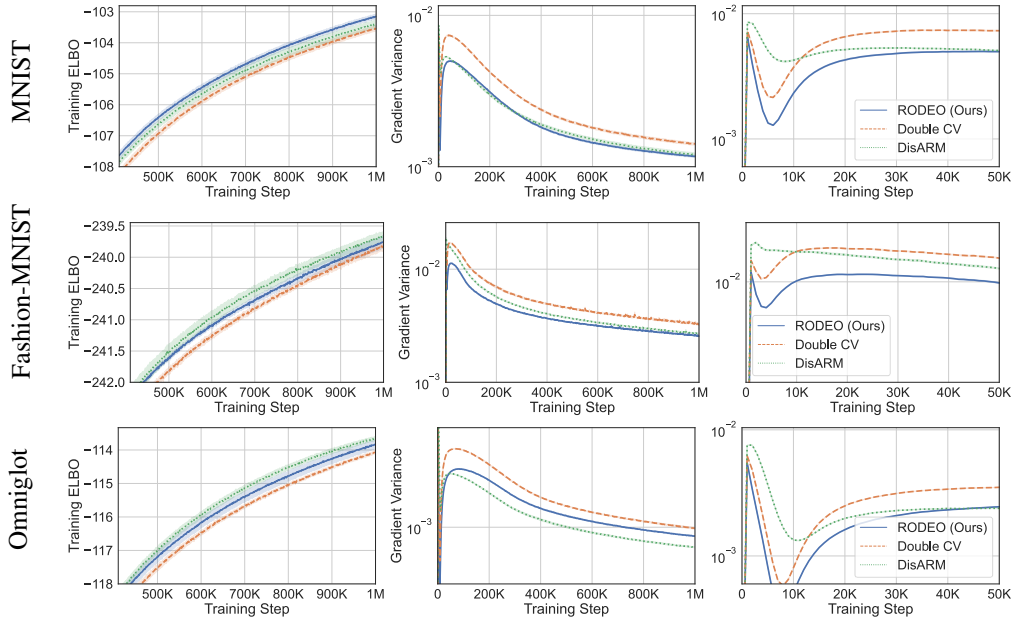 MNIST
Training ELBO
−103
−104
−105
−106
−107
−108
500K 600K 700K 800K 900K 1M
Training Step
Gradient Variance
10⁻²
10⁻³
0 200K 400K 600K 800K 1M
Training Step
10⁻²
10⁻³
RODEO (Ours)
Double CV
DisARM
0 10K 20K 30K 40K 50K
Training Step
Fashion-MNIST
Training ELBO
−239.5
−240.0
−240.5
−241.0
−241.5
−242.0
500K 600K 700K 800K 900K 1M
Training Step
Gradient Variance
10⁻²
10⁻³
0 200K 400K 600K 800K 1M
Training Step
10⁻²
RODEO (Ours)
Double CV
DisARM
0 10K 20K 30K 40K 50K
Training Step
Omniglot
Training ELBO
−114
−115
−116
−117
−118
500K 600K 700K 800K 900K 1M
Training Step
Gradient Variance
10⁻³
0 200K 400K 600K 800K 1M
Training Step
10⁻²
10⁻³
RODEO (Ours)
Double CV
DisARM
0 10K 20K 30K 40K 50K
Training Step